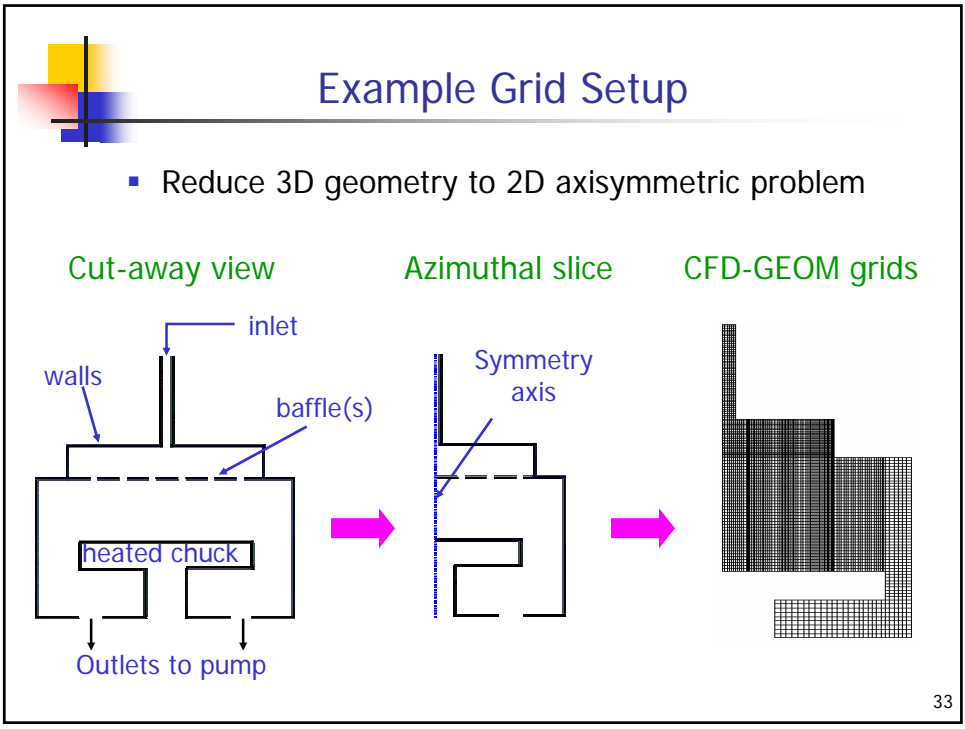 Example Grid Setup
▪ Reduce 3D geometry to 2D axisymmetric problem
Cut-away view
Azimuthal slice
CFD-GEOM grids
inlet
walls
baffle(s)
heated chuck
Outlets to pump
Symmetry
axis
33